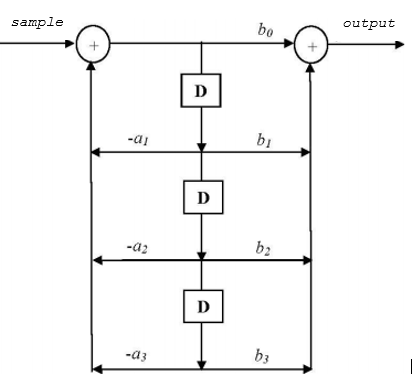 sample
output
+
b0
+
D
-a1
b1
D
-a2
b2
D
-a3
b3